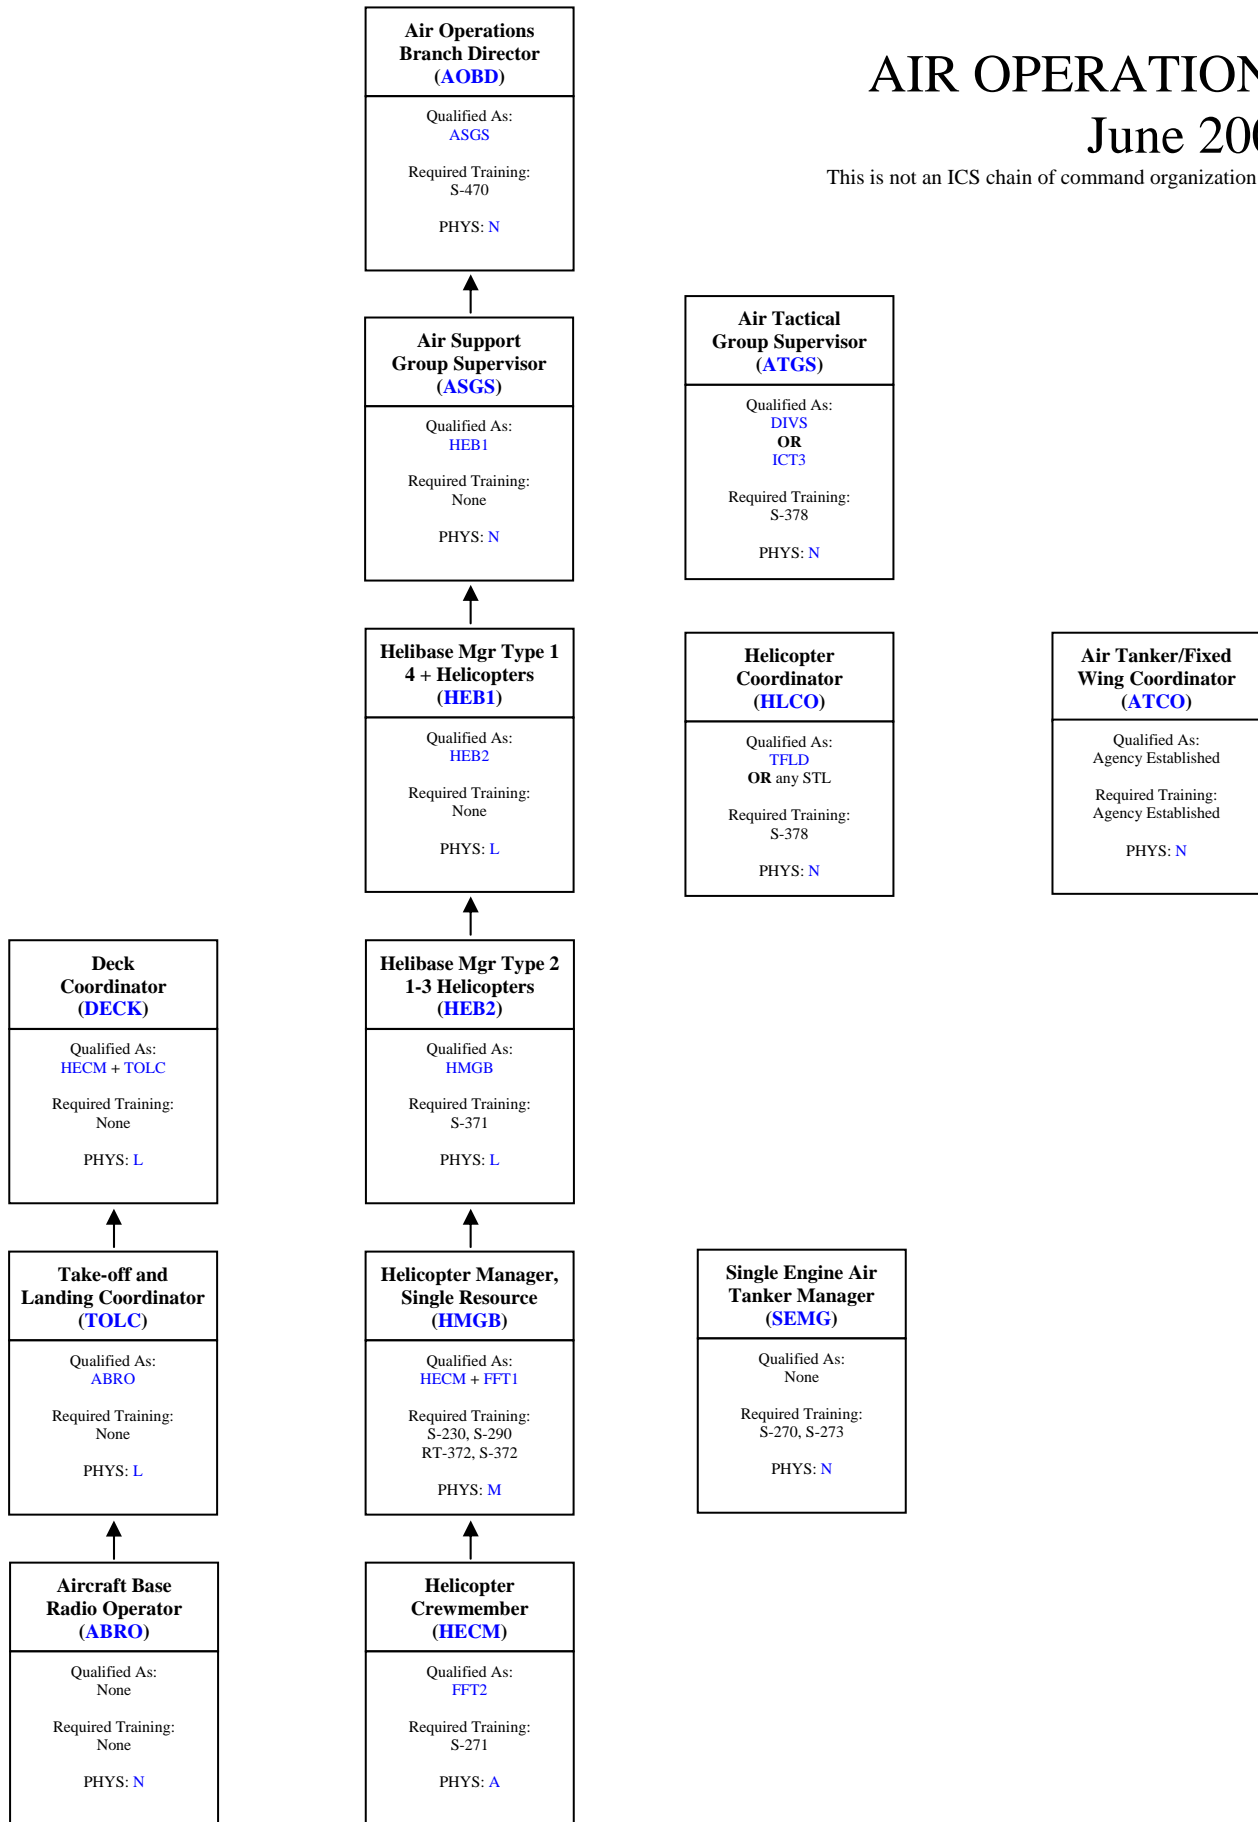 Air Operations
Branch Director
(AOBD)
Qualified As:
ASGS
Required Training:
S-470
PHYS: N
AIR OPERATION
June 200
This is not an ICS chain of command organization
Air Support
Group Supervisor
(ASGS)
Qualified As:
HEB1
Required Training:
None
PHYS: N
Air Tactical
Group Supervisor
(ATGS)
Qualified As:
DIVS
OR
ICT3
Required Training:
S-378
PHYS: N
Helibase Mgr Type 1
4 + Helicopters
(HEB1)
Qualified As:
HEB2
Required Training:
None
PHYS: L
Helicopter
Coordinator
(HLCO)
Qualified As:
TFLD
OR any STL
Required Training:
S-378
PHYS: N
Air Tanker/Fixed
Wing Coordinator
(ATCO)
Qualified As:
Agency Established
Required Training:
Agency Established
PHYS: N
Deck
Coordinator
(DECK)
Qualified As:
HECM + TOLC
Required Training:
None
PHYS: L
Helibase Mgr Type 2
1-3 Helicopters
(HEB2)
Qualified As:
HMGB
Required Training:
S-371
PHYS: L
Take-off and
Landing Coordinator
(TOLC)
Qualified As:
ABRO
Required Training:
None
PHYS: L
Helicopter Manager,
Single Resource
(HMGB)
Qualified As:
HECM + FFT1
Required Training:
S-230, S-290
RT-372, S-372
PHYS: M
Single Engine Air
Tanker Manager
(SEMG)
Qualified As:
None
Required Training:
S-270, S-273
PHYS: N
Aircraft Base
Radio Operator
(ABRO)
Qualified As:
None
Required Training:
None
PHYS: N
Helicopter
Crewmember
(HECM)
Qualified As:
FFT2
Required Training:
S-271
PHYS: A